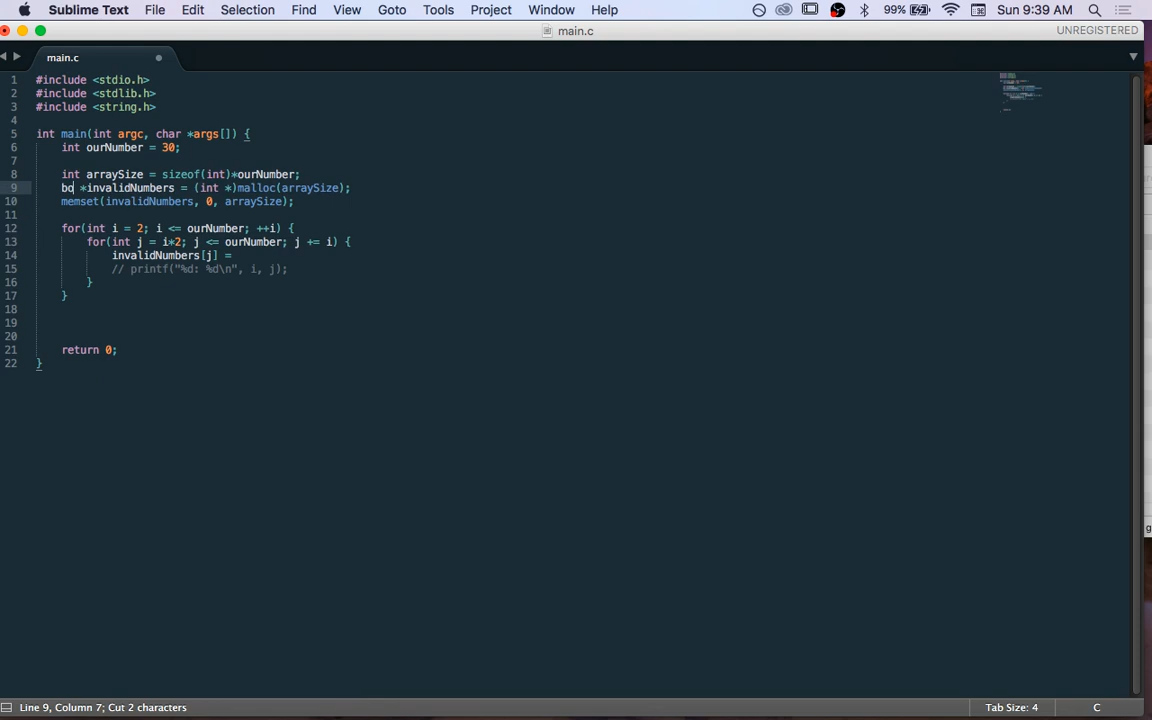 Sublime Text File Edit Selection Find View Goto Tools Project Window Help 99% Sun 9:39 AM
main.c UNREGISTERED
main.c
1 #include <stdio.h>
2 #include <stdlib.h>
3 #include <string.h>
4
5 int main(int argc, char *args[]) {
6 int ourNumber = 30;
7
8 int arraySize = sizeof(int)*ourNumber;
9 bo *invalidNumbers = (int *)malloc(arraySize);
10 memset(invalidNumbers, 0, arraySize);
11
12 for(int i = 2; i <= ourNumber; ++i) {
13 for(int j = i*2; j <= ourNumber; j += i) {
14 invalidNumbers[j] =
15 // printf("%d: %d\n", i, j);
16 }
17 }
18
19
20
21 return 0;
22 }
Line 9, Column 7; Cut 2 characters Tab Size: 4 C